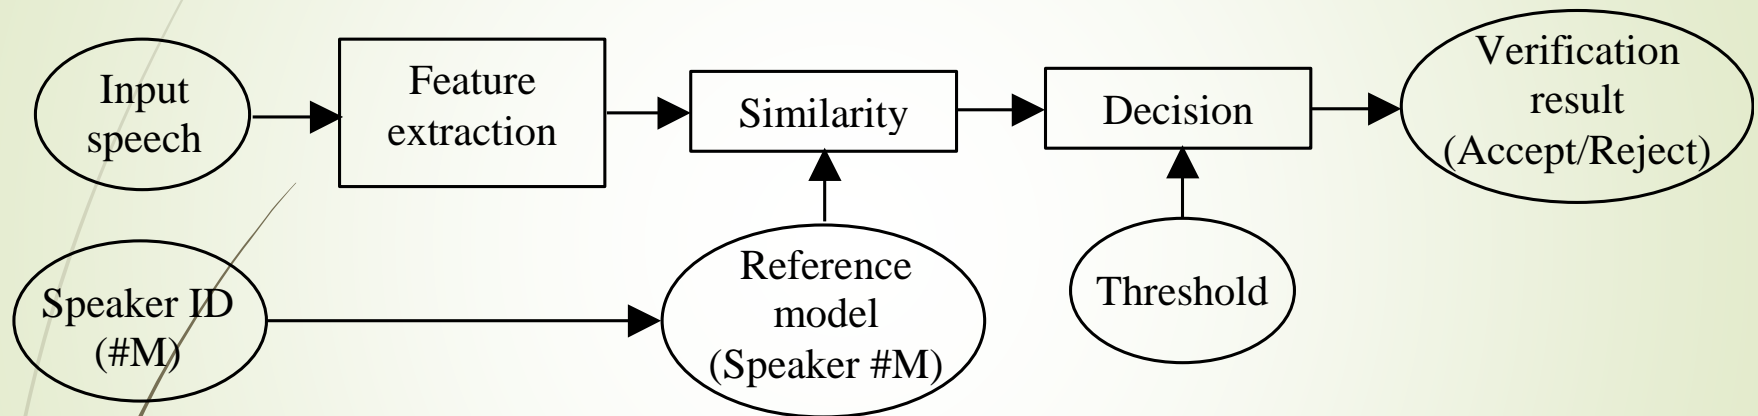 Input
speech
Feature
extraction
Similarity
Decision
Verification
result
(Accept/Reject)
Speaker ID
(#M)
Reference
model
(Speaker #M)
Threshold